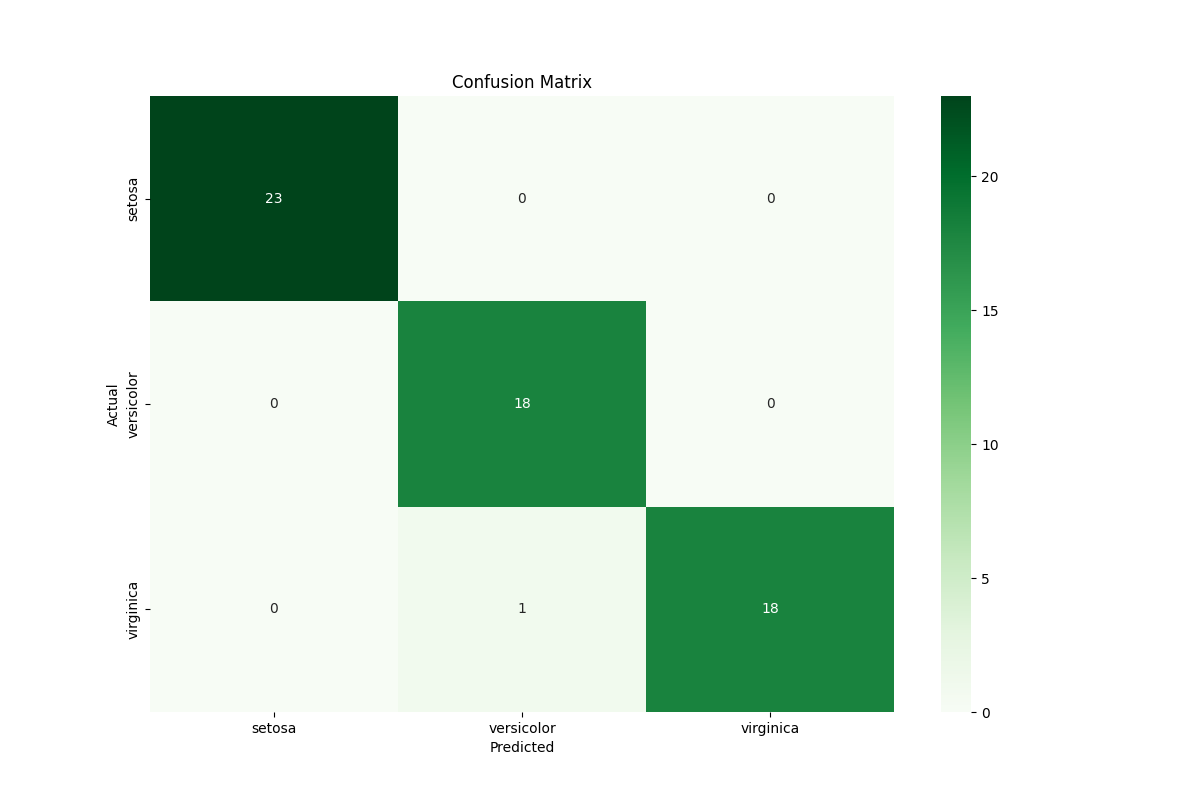 Confusion Matrix
setosa
23
0
0
20
15
Actual
versicolor
0
18
0
10
5
virginica
0
1
18
0
setosa
versicolor
virginica
Predicted